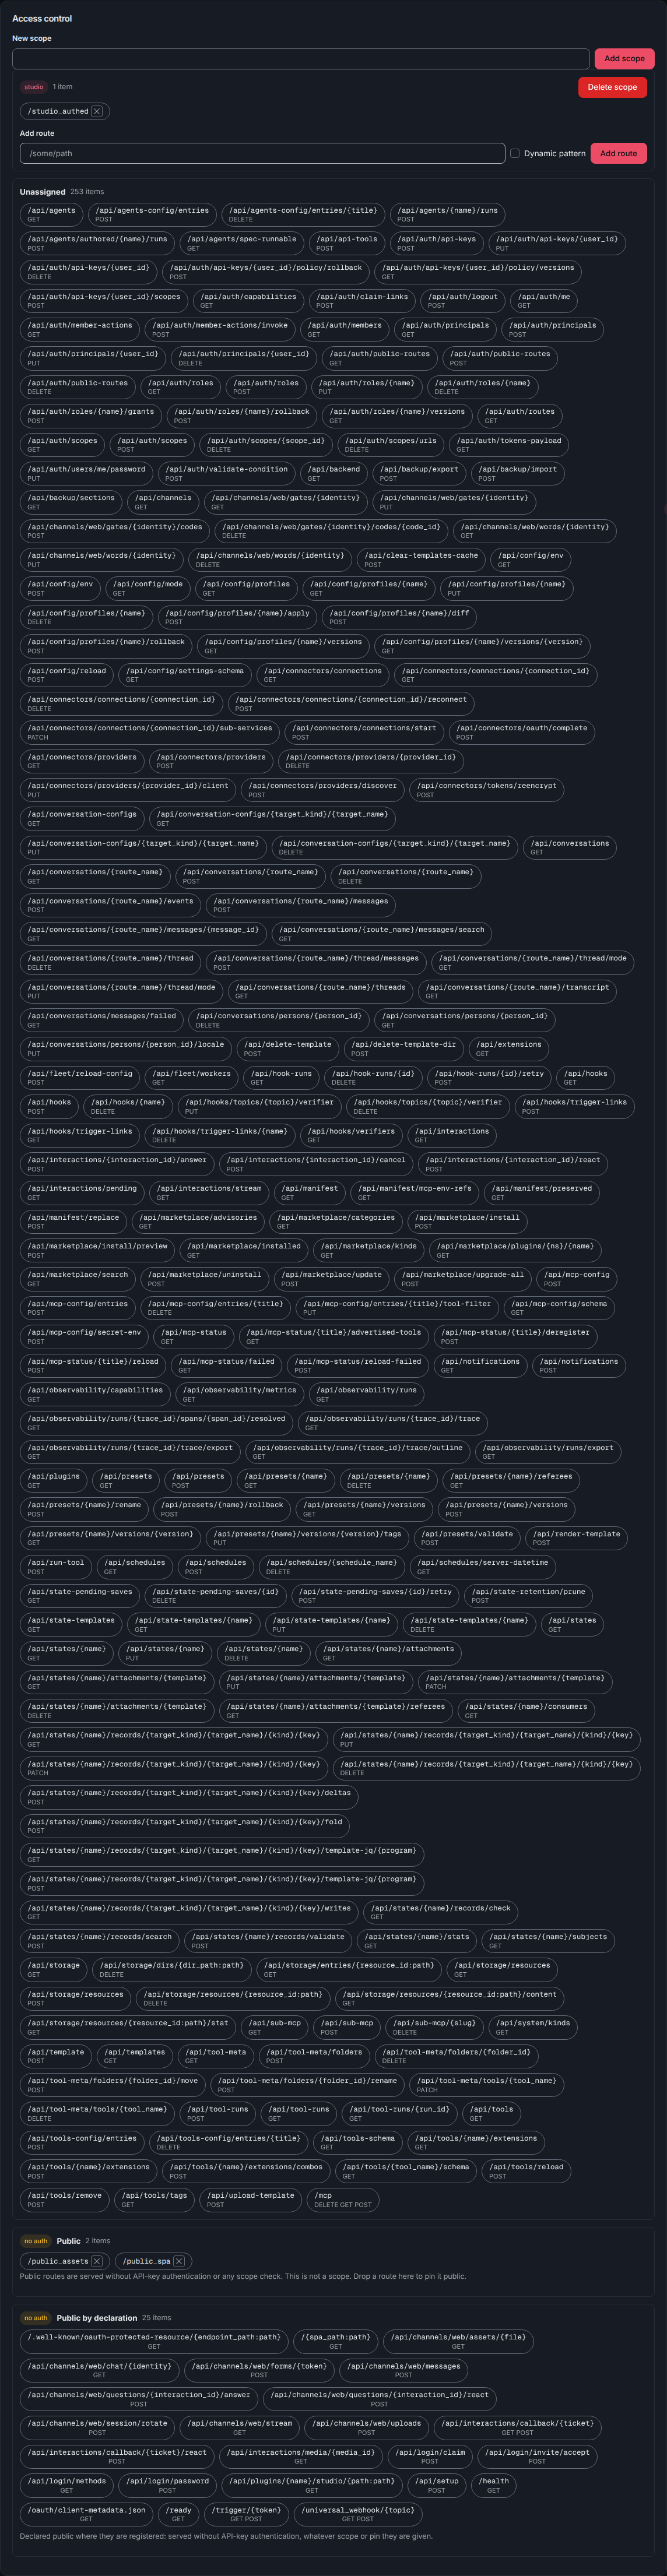 Access control
New scope
Add scope
studio 1 item Delete scope
/studio_authed
Add route
/some/path Dynamic pattern Add route
Unassigned 253 items
/api/agents /api/agents-config/entries /api/agents-config/entries/{title} /api/agents/{name}/runs
GET POST DELETE POST
/api/agents/authored/{name}/runs /api/agents/spec-runnable /api/api-tools /api/auth/api-keys /api/auth/api-keys/{user_id}
POST GET POST POST PUT
/api/auth/api-keys/{user_id} /api/auth/api-keys/{user_id}/policy/rollback /api/auth/api-keys/{user_id}/policy/versions
DELETE POST GET
/api/auth/api-keys/{user_id}/scopes /api/auth/capabilities /api/auth/claim-links /api/auth/logout /api/auth/me
POST GET POST POST GET
/api/auth/member-actions /api/auth/member-actions/invoke /api/auth/members /api/auth/principals /api/auth/principals
GET POST GET GET POST
/api/auth/principals/{user_id} /api/auth/principals/{user_id} /api/auth/public-routes /api/auth/public-routes
PUT DELETE GET POST
/api/auth/public-routes /api/auth/roles /api/auth/roles /api/auth/roles/{name} /api/auth/roles/{name}
DELETE GET POST PUT DELETE
/api/auth/roles/{name}/grants /api/auth/roles/{name}/rollback /api/auth/roles/{name}/versions /api/auth/routes
POST POST GET GET
/api/auth/scopes /api/auth/scopes /api/auth/scopes/{scope_id} /api/auth/scopes/urls /api/auth/tokens-payload
GET POST DELETE DELETE GET
/api/auth/users/me/password /api/auth/validate-condition /api/backend /api/backup/export /api/backup/import
PUT POST GET POST POST
/api/backup/sections /api/channels /api/channels/web/gates/{identity} /api/channels/web/gates/{identity}
GET GET GET PUT
/api/channels/web/gates/{identity}/codes /api/channels/web/gates/{identity}/codes/{code_id} /api/channels/web/words/{identity}
POST DELETE GET
/api/channels/web/words/{identity} /api/channels/web/words/{identity} /api/clear-templates-cache /api/config/env
PUT DELETE POST GET
/api/config/env /api/config/mode /api/config/profiles /api/config/profiles/{name} /api/config/profiles/{name}
POST GET GET GET PUT
/api/config/profiles/{name} /api/config/profiles/{name}/apply /api/config/profiles/{name}/diff
DELETE POST POST
/api/config/profiles/{name}/rollback /api/config/profiles/{name}/versions /api/config/profiles/{name}/versions/{version}
POST GET GET
/api/config/reload /api/config/settings-schema /api/connectors/connections /api/connectors/connections/{connection_id}
POST GET GET GET
/api/connectors/connections/{connection_id} /api/connectors/connections/{connection_id}/reconnect
DELETE POST
/api/connectors/connections/{connection_id}/sub-services /api/connectors/connections/start /api/connectors/oauth/complete
PATCH POST POST
/api/connectors/providers /api/connectors/providers /api/connectors/providers/{provider_id}
GET POST DELETE
/api/connectors/providers/{provider_id}/client /api/connectors/providers/discover /api/connectors/tokens/reencrypt
PUT POST POST
/api/conversation-configs /api/conversation-configs/{target_kind}/{target_name}
GET GET
/api/conversation-configs/{target_kind}/{target_name} /api/conversation-configs/{target_kind}/{target_name} /api/conversations
PUT DELETE GET
/api/conversations/{route_name} /api/conversations/{route_name} /api/conversations/{route_name}
GET POST DELETE
/api/conversations/{route_name}/events /api/conversations/{route_name}/messages
POST POST
/api/conversations/{route_name}/messages/{message_id} /api/conversations/{route_name}/messages/search
GET GET
/api/conversations/{route_name}/thread /api/conversations/{route_name}/thread/messages /api/conversations/{route_name}/thread/mode
DELETE POST GET
/api/conversations/{route_name}/thread/mode /api/conversations/{route_name}/threads /api/conversations/{route_name}/transcript
PUT GET GET
/api/conversations/messages/failed /api/conversations/persons/{person_id} /api/conversations/persons/{person_id}
GET DELETE GET
/api/conversations/persons/{person_id}/locale /api/delete-template /api/delete-template-dir /api/extensions
PUT POST POST GET
/api/fleet/reload-config /api/fleet/workers /api/hook-runs /api/hook-runs/{id} /api/hook-runs/{id}/retry /api/hooks
POST GET GET DELETE POST GET
/api/hooks /api/hooks/{name} /api/hooks/topics/{topic}/verifier /api/hooks/topics/{topic}/verifier /api/hooks/trigger-links
POST DELETE PUT DELETE POST
/api/hooks/trigger-links /api/hooks/trigger-links/{name} /api/hooks/verifiers /api/interactions
GET DELETE GET GET
/api/interactions/{interaction_id}/answer /api/interactions/{interaction_id}/cancel /api/interactions/{interaction_id}/react
POST POST POST
/api/interactions/pending /api/interactions/stream /api/manifest /api/manifest/mcp-env-refs /api/manifest/preserved
GET GET GET GET GET
/api/manifest/replace /api/marketplace/advisories /api/marketplace/categories /api/marketplace/install
POST GET GET POST
/api/marketplace/install/preview /api/marketplace/installed /api/marketplace/kinds /api/marketplace/plugins/{ns}/{name}
POST GET GET GET
/api/marketplace/search /api/marketplace/uninstall /api/marketplace/update /api/marketplace/upgrade-all /api/mcp-config
GET POST POST POST POST
/api/mcp-config/entries /api/mcp-config/entries/{title} /api/mcp-config/entries/{title}/tool-filter /api/mcp-config/schema
POST DELETE PUT GET
/api/mcp-config/secret-env /api/mcp-status /api/mcp-status/{title}/advertised-tools /api/mcp-status/{title}/deregister
POST GET GET POST
/api/mcp-status/{title}/reload /api/mcp-status/failed /api/mcp-status/reload-failed /api/notifications /api/notifications
POST GET POST GET POST
/api/observability/capabilities /api/observability/metrics /api/observability/runs
GET GET GET
/api/observability/runs/{trace_id}/spans/{span_id}/resolved /api/observability/runs/{trace_id}/trace
GET GET
/api/observability/runs/{trace_id}/trace/export /api/observability/runs/{trace_id}/trace/outline /api/observability/runs/export
GET GET GET
/api/plugins /api/presets /api/presets /api/presets/{name} /api/presets/{name} /api/presets/{name}/referees
GET GET POST GET DELETE GET
/api/presets/{name}/rename /api/presets/{name}/rollback /api/presets/{name}/versions /api/presets/{name}/versions
POST POST GET POST
/api/presets/{name}/versions/{version} /api/presets/{name}/versions/{version}/tags /api/presets/validate /api/render-template
GET PUT POST POST
/api/run-tool /api/schedules /api/schedules /api/schedules/{schedule_name} /api/schedules/server-datetime
POST GET POST DELETE GET
/api/state-pending-saves /api/state-pending-saves/{id} /api/state-pending-saves/{id}/retry /api/state-retention/prune
GET DELETE POST POST
/api/state-templates /api/state-templates/{name} /api/state-templates/{name} /api/state-templates/{name} /api/states
GET GET PUT DELETE GET
/api/states/{name} /api/states/{name} /api/states/{name} /api/states/{name}/attachments
GET PUT DELETE GET
/api/states/{name}/attachments/{template} /api/states/{name}/attachments/{template} /api/states/{name}/attachments/{template}
GET PUT PATCH
/api/states/{name}/attachments/{template} /api/states/{name}/attachments/{template}/referees /api/states/{name}/consumers
DELETE GET GET
/api/states/{name}/records/{target_kind}/{target_name}/{kind}/{key} /api/states/{name}/records/{target_kind}/{target_name}/{kind}/{key}
GET PUT
/api/states/{name}/records/{target_kind}/{target_name}/{kind}/{key} /api/states/{name}/records/{target_kind}/{target_name}/{kind}/{key}
PATCH DELETE
/api/states/{name}/records/{target_kind}/{target_name}/{kind}/{key}/deltas
POST
/api/states/{name}/records/{target_kind}/{target_name}/{kind}/{key}/fold
POST
/api/states/{name}/records/{target_kind}/{target_name}/{kind}/{key}/template-jq/{program}
GET
/api/states/{name}/records/{target_kind}/{target_name}/{kind}/{key}/template-jq/{program}
POST
/api/states/{name}/records/{target_kind}/{target_name}/{kind}/{key}/writes /api/states/{name}/records/check
GET GET
/api/states/{name}/records/search /api/states/{name}/records/validate /api/states/{name}/stats /api/states/{name}/subjects
POST POST GET GET
/api/storage /api/storage/dirs/{dir_path:path} /api/storage/entries/{resource_id:path} /api/storage/resources
GET DELETE GET GET
/api/storage/resources /api/storage/resources/{resource_id:path} /api/storage/resources/{resource_id:path}/content
POST DELETE GET
/api/storage/resources/{resource_id:path}/stat /api/sub-mcp /api/sub-mcp /api/sub-mcp/{slug} /api/system/kinds
GET GET POST DELETE GET
/api/template /api/templates /api/tool-meta /api/tool-meta/folders /api/tool-meta/folders/{folder_id}
POST GET GET POST DELETE
/api/tool-meta/folders/{folder_id}/move /api/tool-meta/folders/{folder_id}/rename /api/tool-meta/tools/{tool_name}
POST POST PATCH
/api/tool-meta/tools/{tool_name} /api/tool-runs /api/tool-runs /api/tool-runs/{run_id} /api/tools
DELETE POST GET GET GET
/api/tools-config/entries /api/tools-config/entries/{title} /api/tools-schema /api/tools/{name}/extensions
POST DELETE GET GET
/api/tools/{name}/extensions /api/tools/{name}/extensions/combos /api/tools/{tool_name}/schema /api/tools/reload
POST POST GET POST
/api/tools/remove /api/tools/tags /api/upload-template /mcp
POST GET POST DELETE GET POST
no auth Public 2 items
/public_assets /public_spa
Public routes are served without API-key authentication or any scope check. This is not a scope. Drop a route here to pin it public.
no auth Public by declaration 25 items
/.well-known/oauth-protected-resource/{endpoint_path:path} /{spa_path:path} /api/channels/web/assets/{file}
GET GET GET
/api/channels/web/chat/{identity} /api/channels/web/forms/{token} /api/channels/web/messages
GET POST POST
/api/channels/web/questions/{interaction_id}/answer /api/channels/web/questions/{interaction_id}/react
POST POST
/api/channels/web/session/rotate /api/channels/web/stream /api/channels/web/uploads /api/interactions/callback/{ticket}
POST GET POST GET POST
/api/interactions/callback/{ticket}/react /api/interactions/media/{media_id} /api/login/claim /api/login/invite/accept
POST GET POST POST
/api/login/methods /api/login/password /api/plugins/{name}/studio/{path:path} /api/setup /health
GET POST GET POST GET
/oauth/client-metadata.json /ready /trigger/{token} /universal_webhook/{topic}
GET GET GET POST GET POST
Declared public where they are registered: served without API-key authentication, whatever scope or pin they are given.